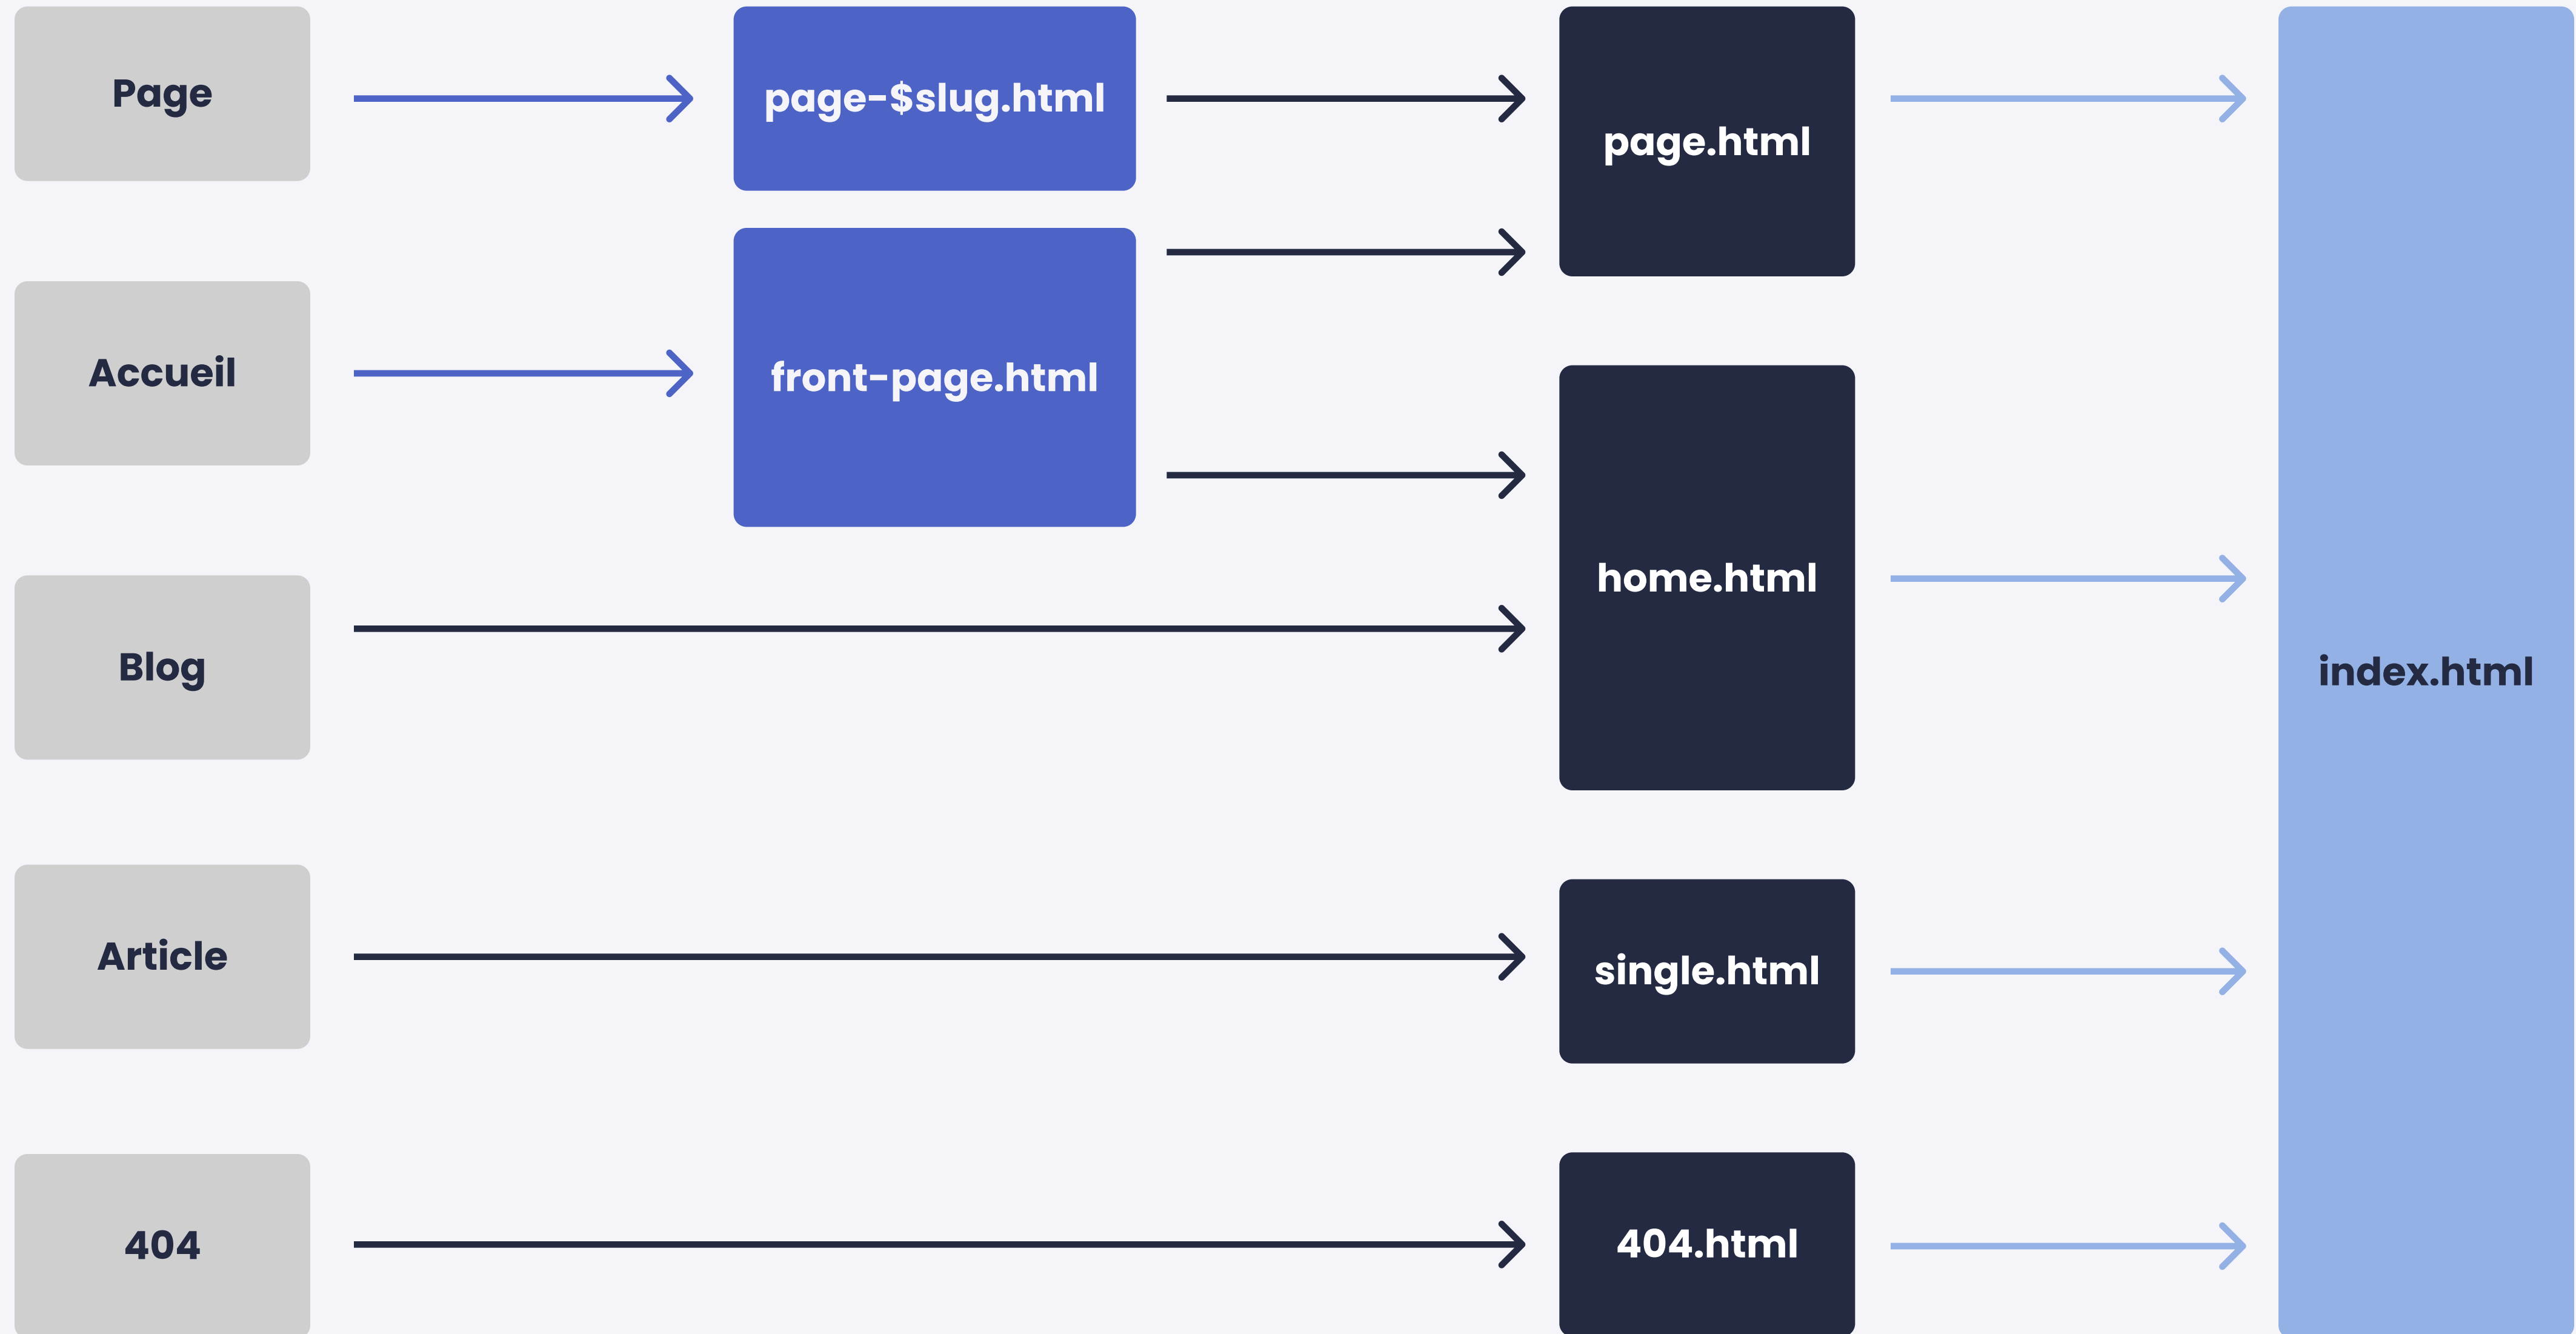 Page
page-$slug.html
page.html
Accueil
front-page.html
home.html
Blog
index.html
Article
single.html
404
404.html